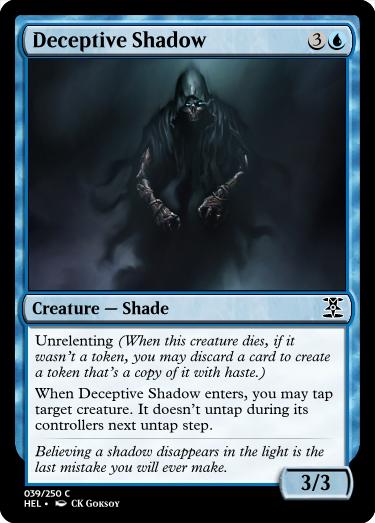 Deceptive Shadow 3
Creature — Shade
Unrelenting (When this creature dies, if it
wasn't a token, you may discard a card to create
a token that's a copy of it with haste.)
When Deceptive Shadow enters, you may tap
target creature. It doesn't untap during its
controllers next untap step.
Believing a shadow disappears in the light is the
last mistake you will ever make.
3/3
039/250 C
HEL • CK Goksoy